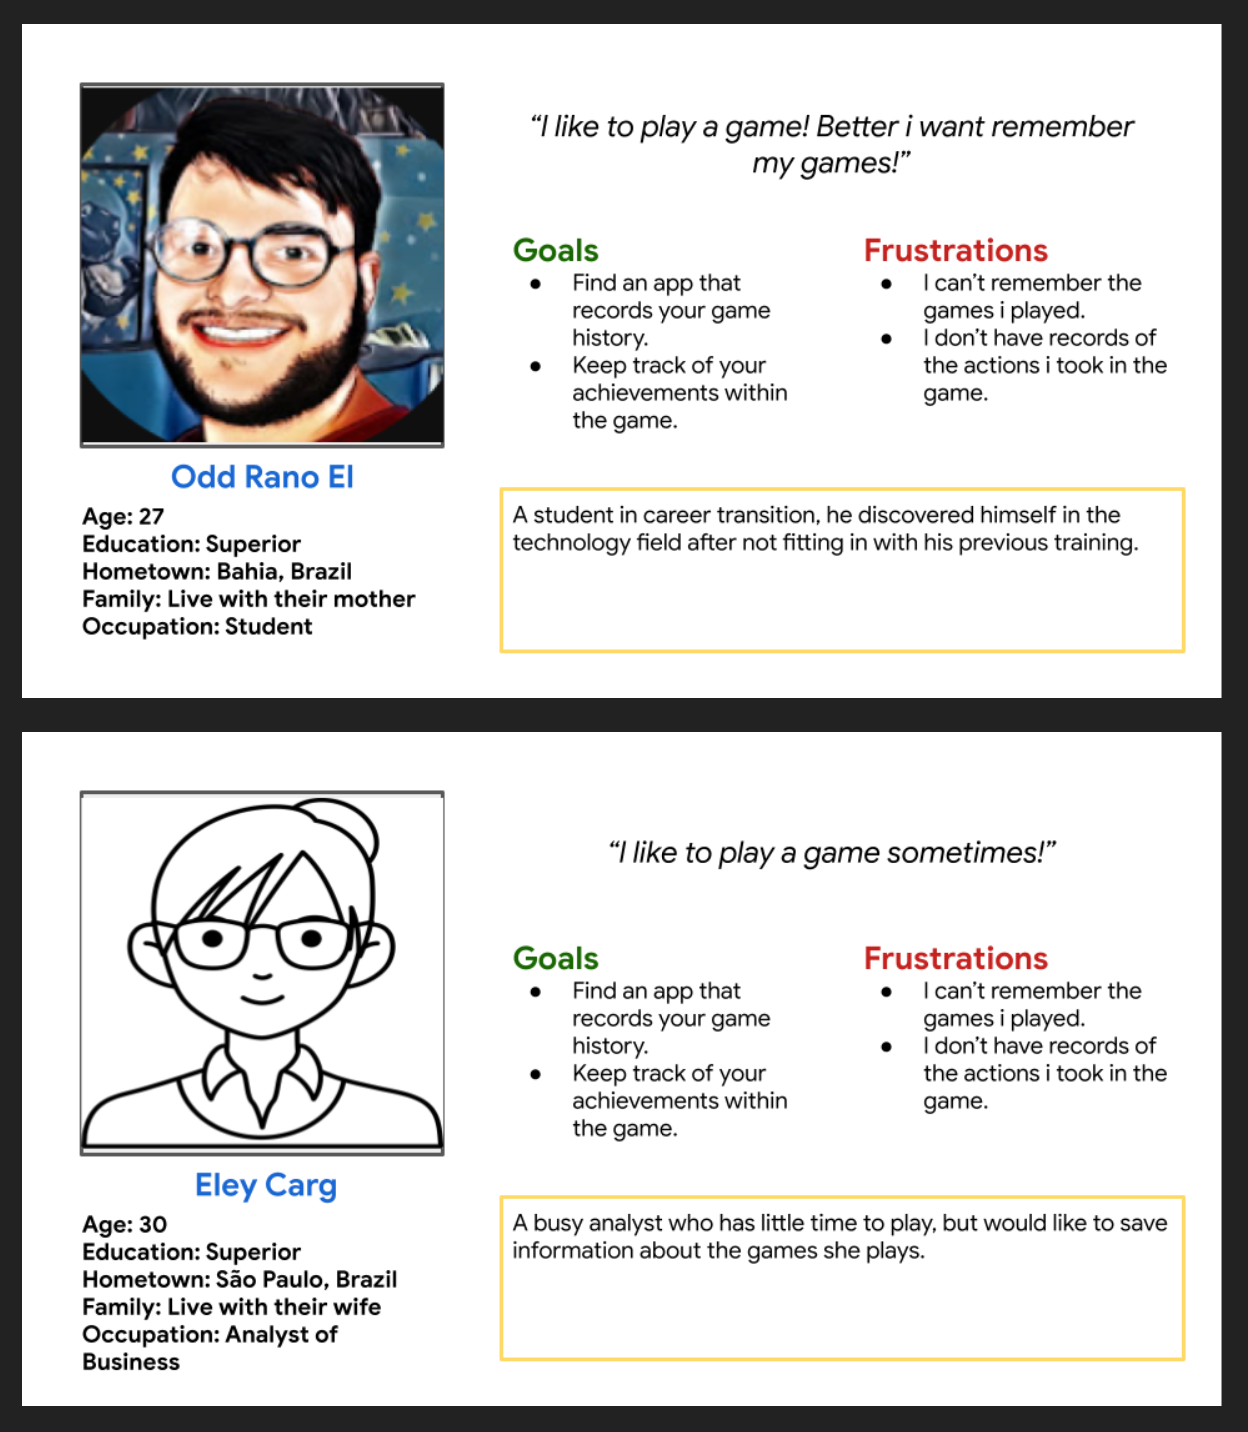 “I like to play a game! Better i want remember
my games!”
Goals
● Find an app that
records your game
history.
● Keep track of your
achievements within
the game.
Frustrations
● I can’t remember the
games i played.
● I don’t have records of
the actions i took in the
game.
Odd Rano El
Age: 27
Education: Superior
Hometown: Bahia, Brazil
Family: Live with their mother
Occupation: Student
A student in career transition, he discovered himself in the
technology field after not fitting in with his previous training.
“I like to play a game sometimes!”
Goals
● Find an app that
records your game
history.
● Keep track of your
achievements within
the game.
Frustrations
● I can’t remember the
games i played.
● I don’t have records of
the actions i took in the
game.
Eley Carg
Age: 30
Education: Superior
Hometown: São Paulo, Brazil
Family: Live with their wife
Occupation: Analyst of
Business
A busy analyst who has little time to play, but would like to save
information about the games she plays.